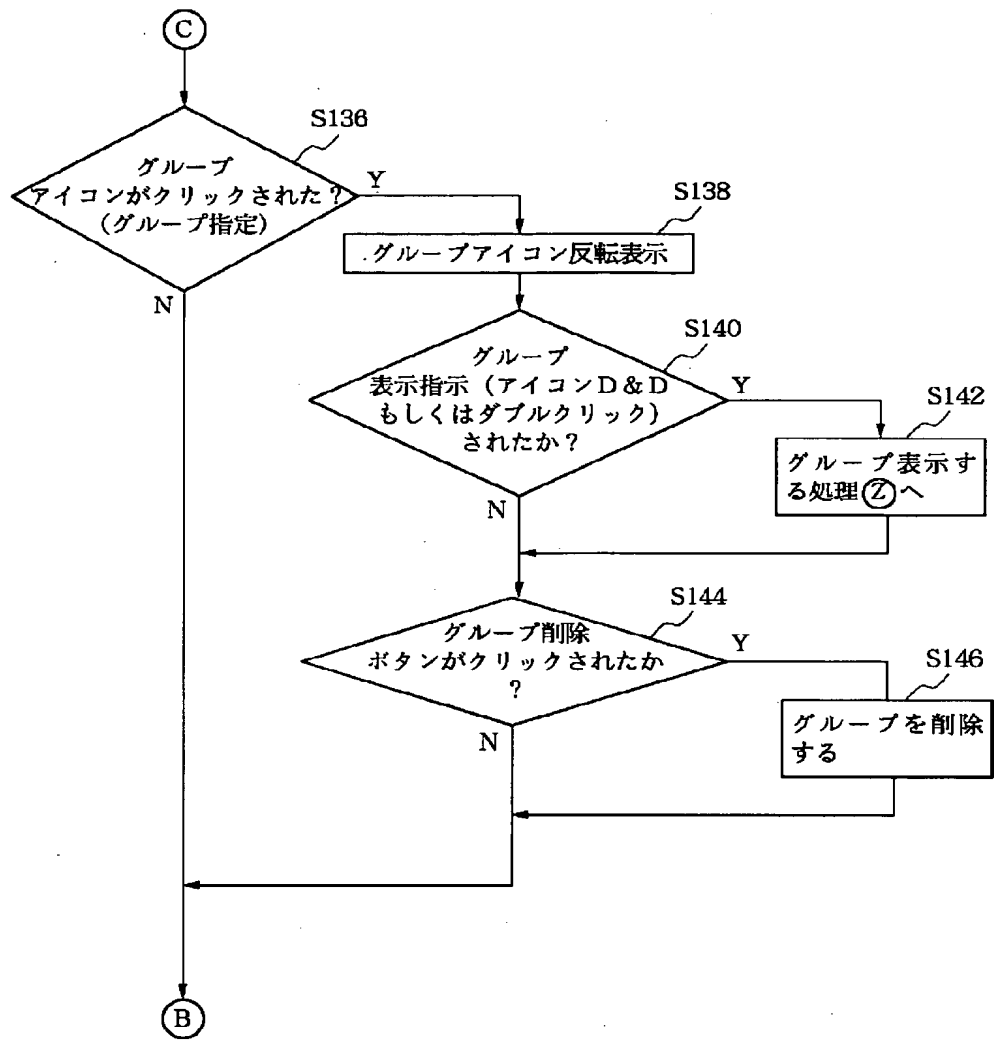 C
S136
グループ
アイコンがクリックされた？
（グループ指定）
Y
N
S138
グループアイコン反転表示
S140
グループ
表示指示（アイコンＤ＆Ｄ
もしくはダブルクリック）
されたか？
Y
N
S142
グループ表示す
る処理Ⓩへ
S144
グループ削除
ボタンがクリックされたか
？
Y
N
S146
グループを削除
する
B